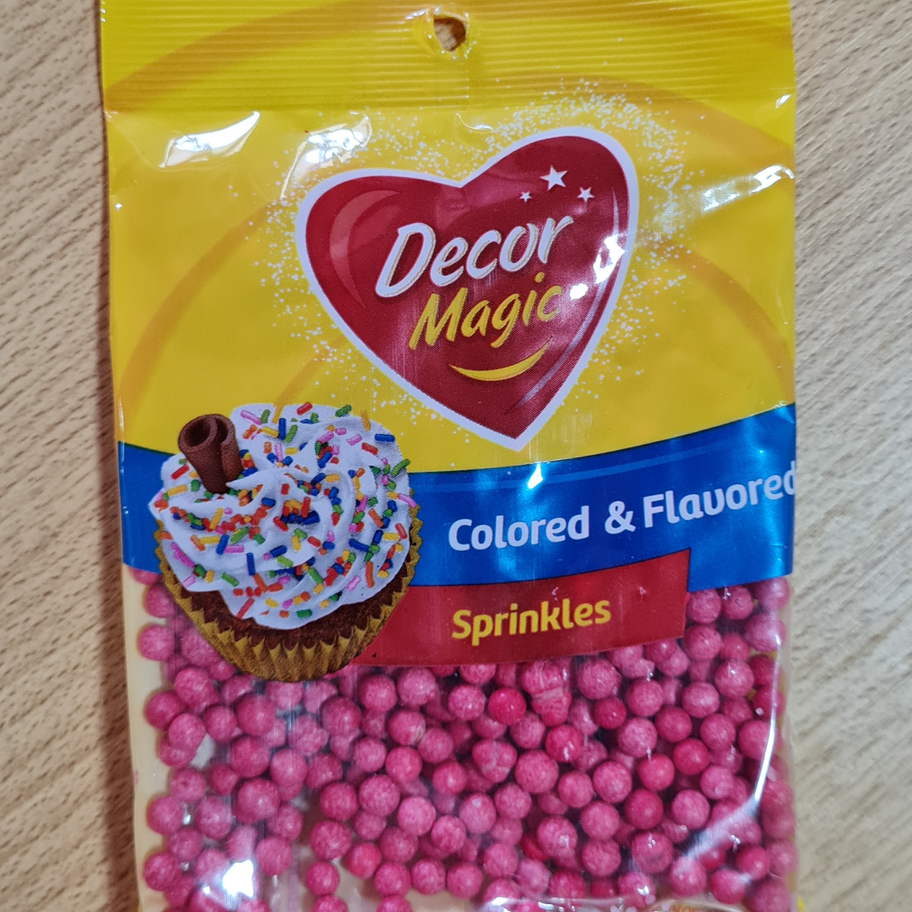 Decor
Magic
Colored & Flavored
Sprinkles